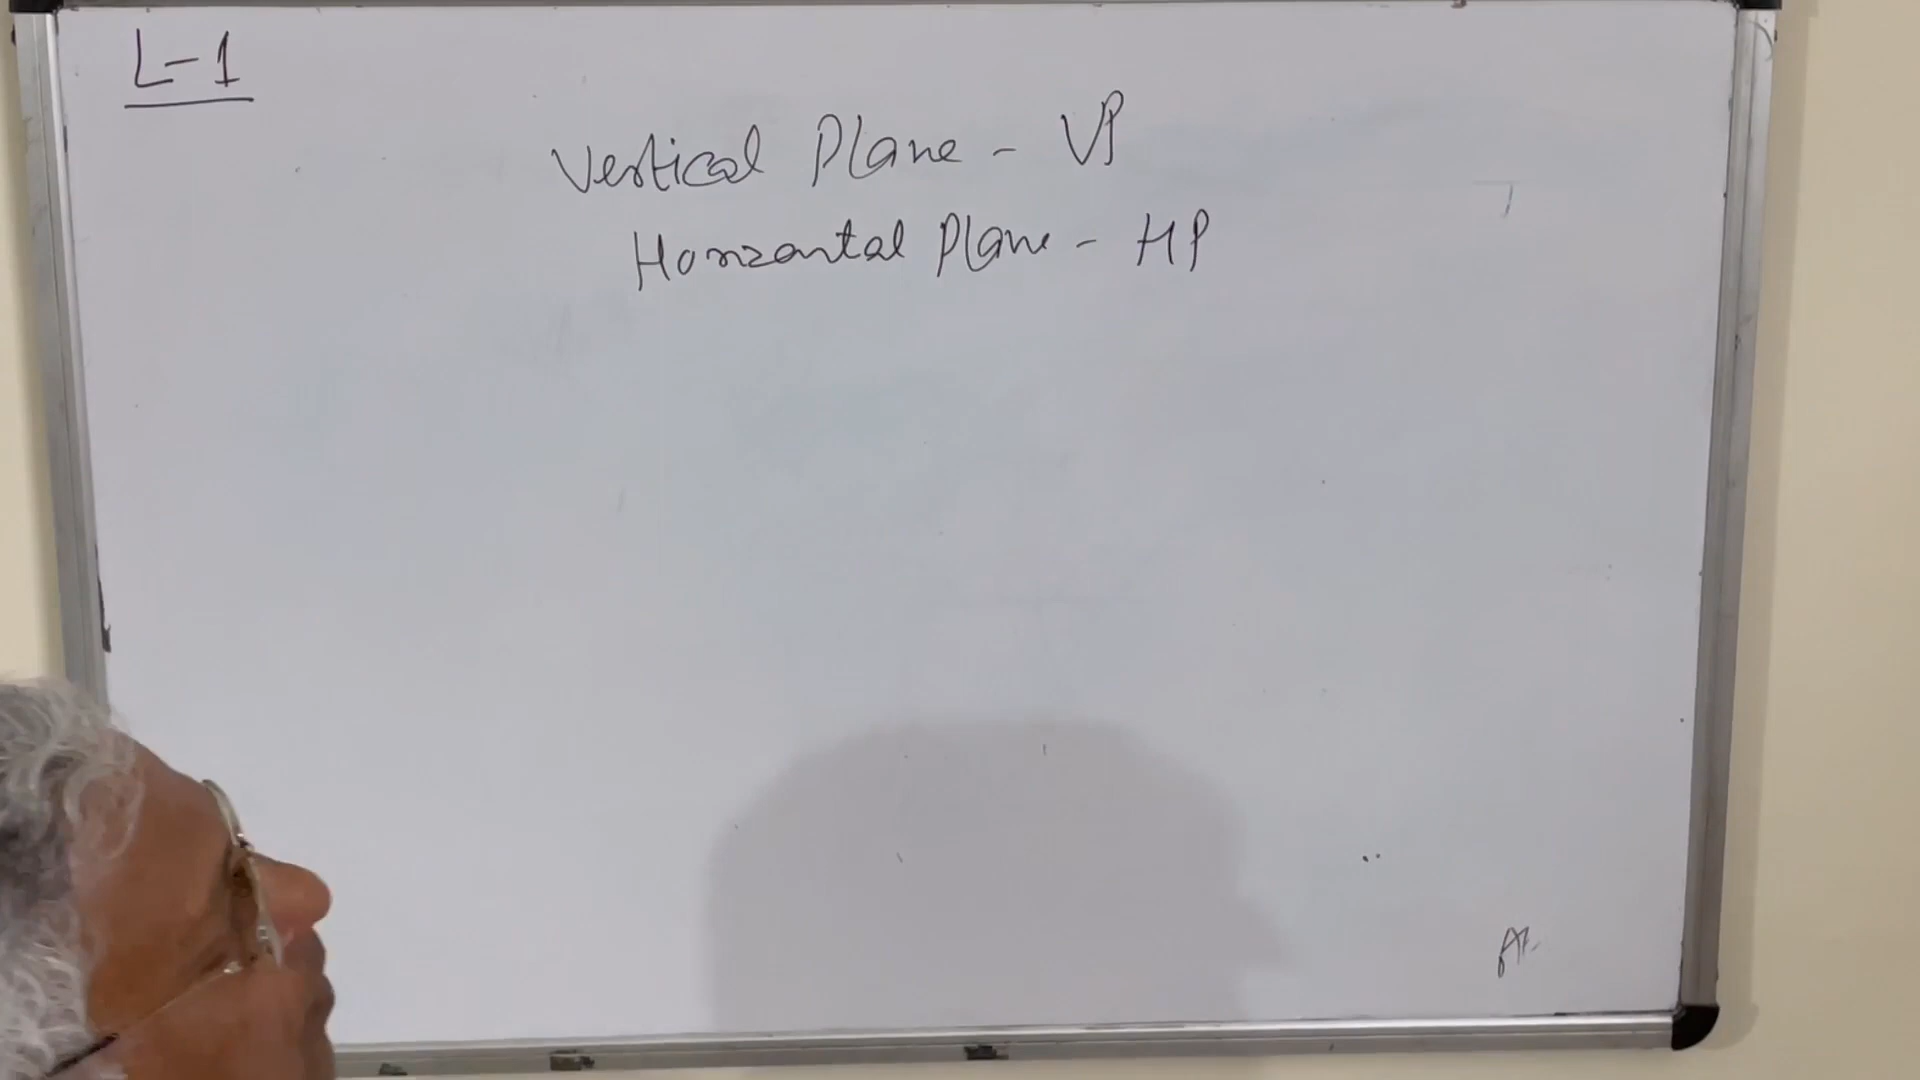 L-1
Vertical Plane - VP
Horizontal Plane - HP